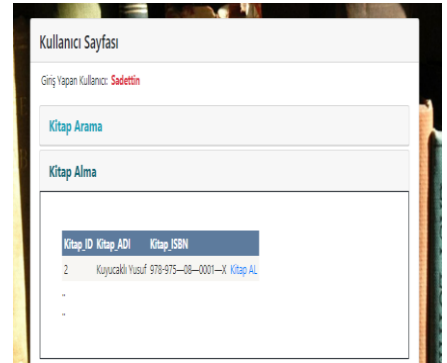 Kullanıcı Sayfası
Giriş Yapan Kullanıcı: Sadettin
Kitap Arama
Kitap Alma
Kitap_ID Kitap_ADI Kitap_ISBN
2 Kuyucaklı Yusuf 978-975—08—0001—X Kitap AL
"
"